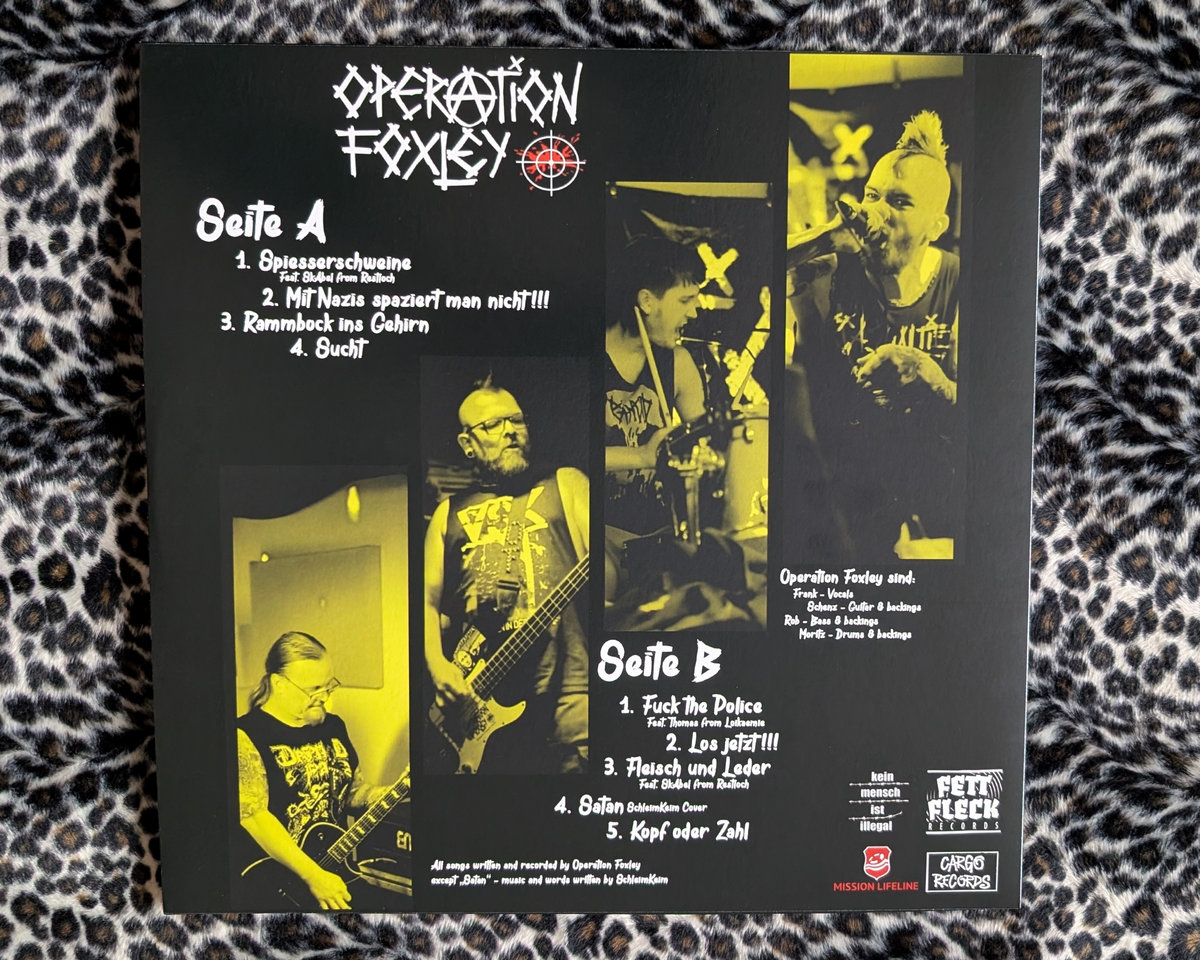 OPERATION
FOXLEY
Seite A
1. Spiesserschweine
Feat. SkAbel from Restloch
2. Mit Nazis spaziert man nicht!!!
3. Rammbock ins Gehirn
4. Sucht
Operation Foxley sind:
Frank - Vocals
Schenz - Guitar & backings
Rob - Bass & backings
Moritz - Drums & backings
Seite B
1. Fuck the Police
Feat. Thomas from Loikaemie
2. Los jetzt!!!
3. Fleisch und Leder
Feat. SkAbel from Restloch
4. Satan SchleimKeim Cover
5. Kopf oder Zahl
All songs written and recorded by Operation Foxley
except „Satan" - music and words written by SchleimKeim
kein
mensch
ist
illegal
FETT
FLECK
RECORDS
MISSION LIFELINE
CARGO
RECORDS